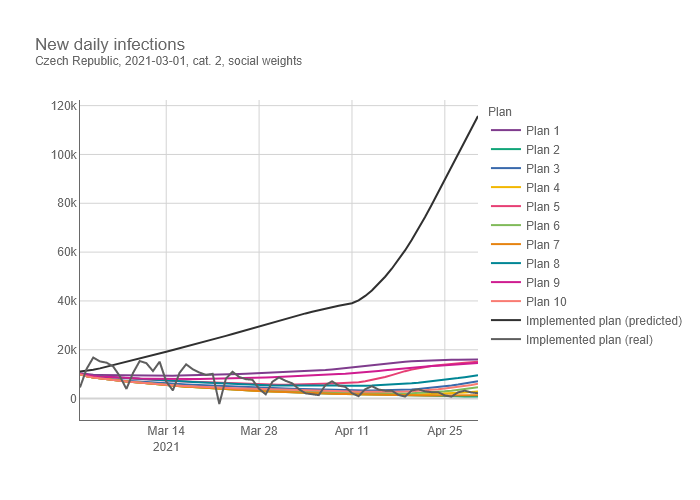 New daily infections
Czech Republic, 2021-03-01, cat. 2, social weights
120k
100k
80k
60k
40k
20k
0
Mar 14
2021
Mar 28
Apr 11
Apr 25
Plan
Plan 1
Plan 2
Plan 3
Plan 4
Plan 5
Plan 6
Plan 7
Plan 8
Plan 9
Plan 10
Implemented plan (predicted)
Implemented plan (real)